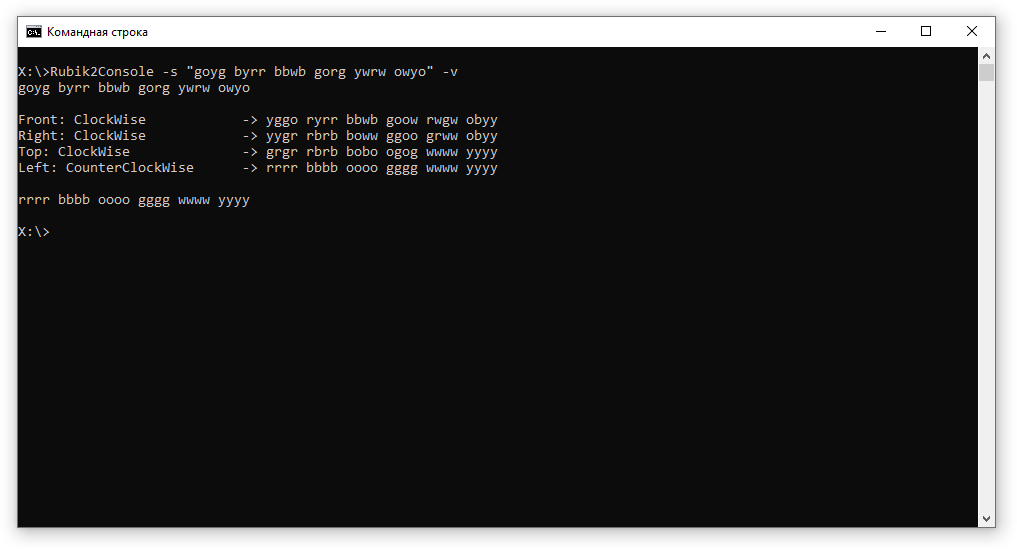 Командная строка
X:\>Rubik2Console -s "goyg byrr bbwb gorg ywrw owyo" -v
goyg byrr bbwb gorg ywrw owyo
Front: ClockWise -> yggo ryrr bbwb goow rwgw obyy
Right: ClockWise -> yygr rbrb boww ggoo grww obyy
Top: ClockWise -> grgr rbrb bobo ogog wwww yyyy
Left: CounterClockWise -> rrrr bbbb oooo gggg wwww yyyy
rrrr bbbb oooo gggg wwww yyyy
X:\>